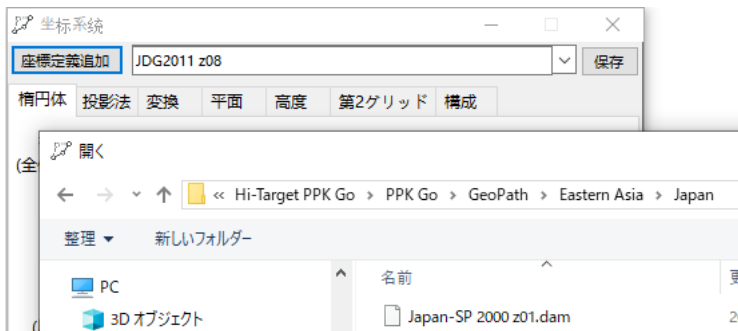 坐标系统
座標定義追加 JDG2011 z08 保存
楕円体 投影法 変換 平面 高度 第2グリッド 構成
(全
開く
« Hi-Target PPK Go › PPK Go › GeoPath › Eastern Asia › Japan
整理 新しいフォルダー
PC 名前
3D オブジェクト Japan-SP 2000 z01.dam 20